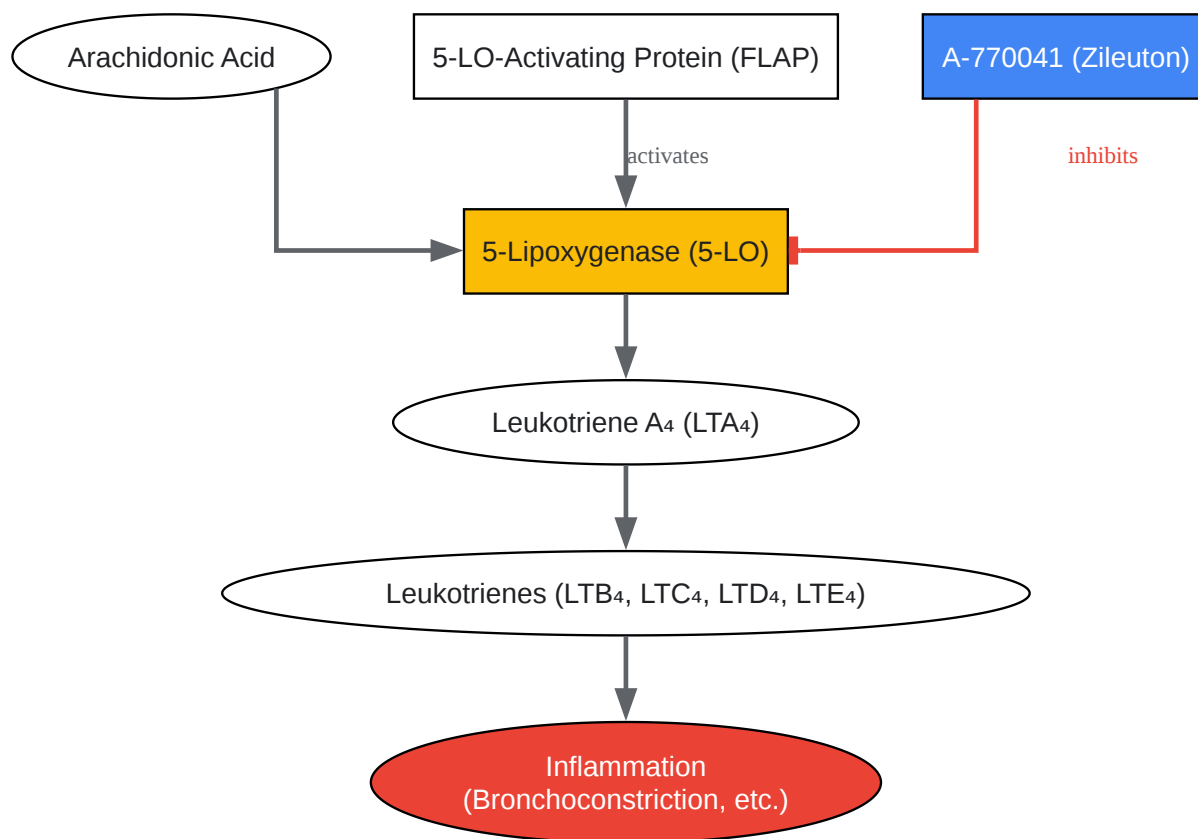 Arachidonic Acid
5-LO-Activating Protein (FLAP)
A-770041 (Zileuton)
activates
inhibits
5-Lipoxygenase (5-LO)
Leukotriene A₄ (LTA₄)
Leukotrienes (LTB₄, LTC₄, LTD₄, LTE₄)
Inflammation
(Bronchoconstriction, etc.)